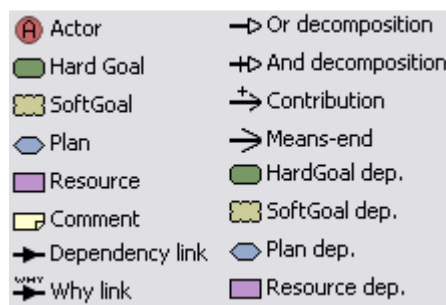 A Actor
Hard Goal
SoftGoal
Plan
Resource
Comment
Dependency link
WHY Why link
Or decomposition
And decomposition
+ Contribution
Means-end
HardGoal dep.
SoftGoal dep.
Plan dep.
Resource dep.